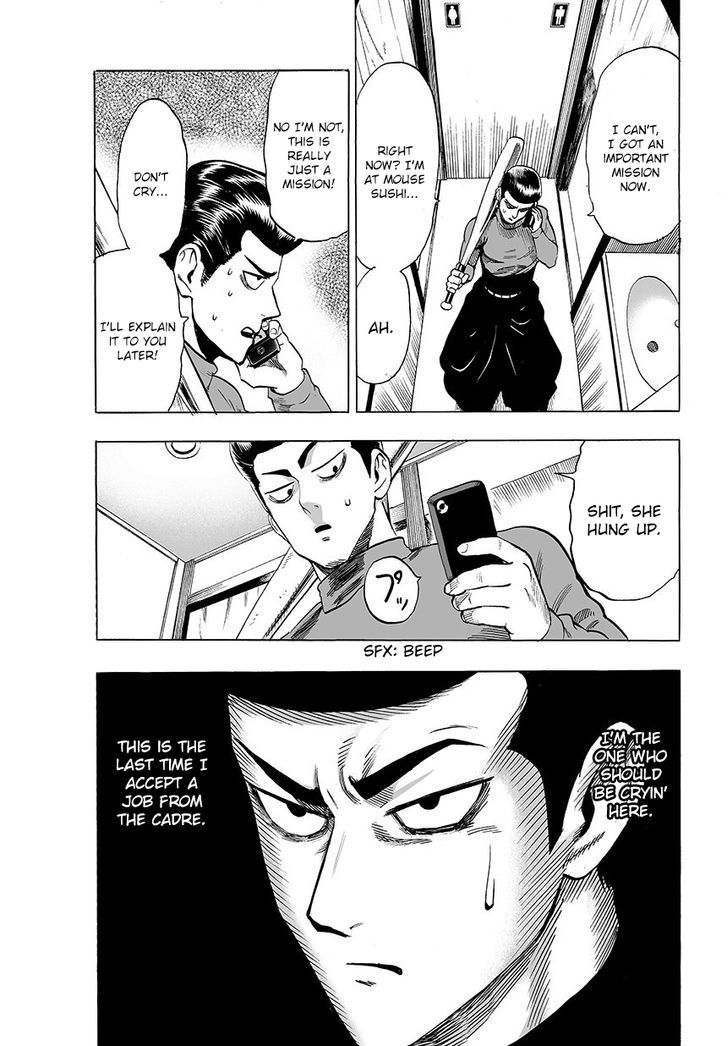 I CAN'T,
I GOT AN
IMPORTANT
MISSION
NOW.
RIGHT
NOW? I'M
AT MOUSE
SUSHI...
AH.
NO I'M NOT,
THIS IS
REALLY
JUST A
MISSION!
DON'T
CRY...
I'LL EXPLAIN
IT TO YOU
LATER!
SHIT, SHE
HUNG UP.
プッ
SFX: BEEP
I'M THE
ONE WHO
SHOULD
BE CRYIN'
HERE.
THIS IS THE
LAST TIME I
ACCEPT A
JOB FROM
THE CADRE.